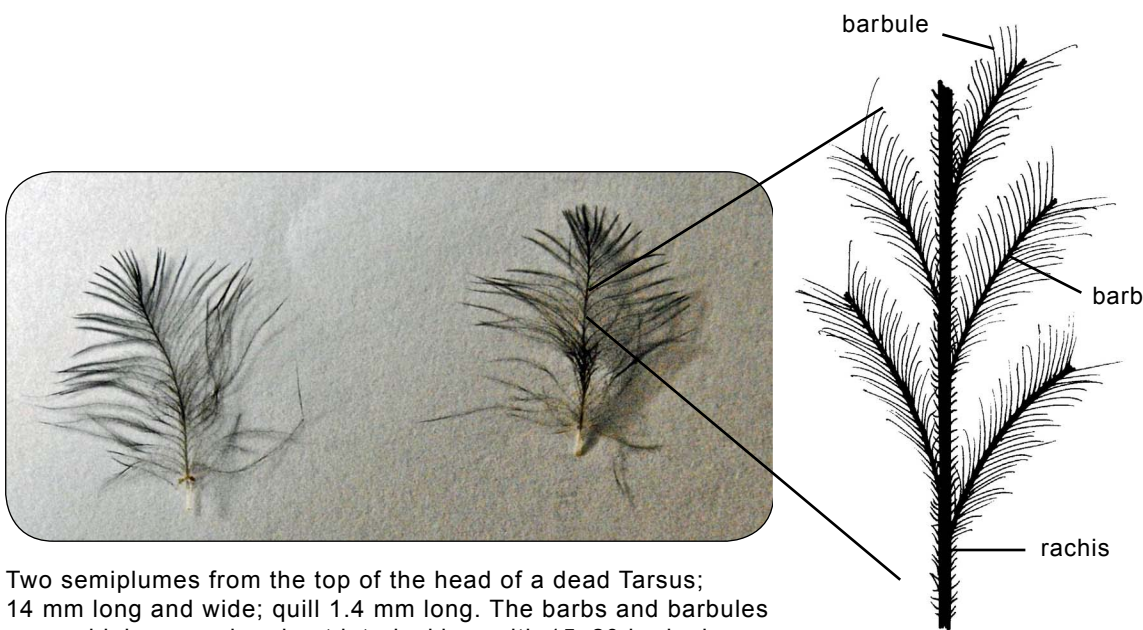 barbule
barb
rachis
Two semiplumes from the top of the head of a dead Tarsus;
14 mm long and wide; quill 1.4 mm long. The barbs and barbules